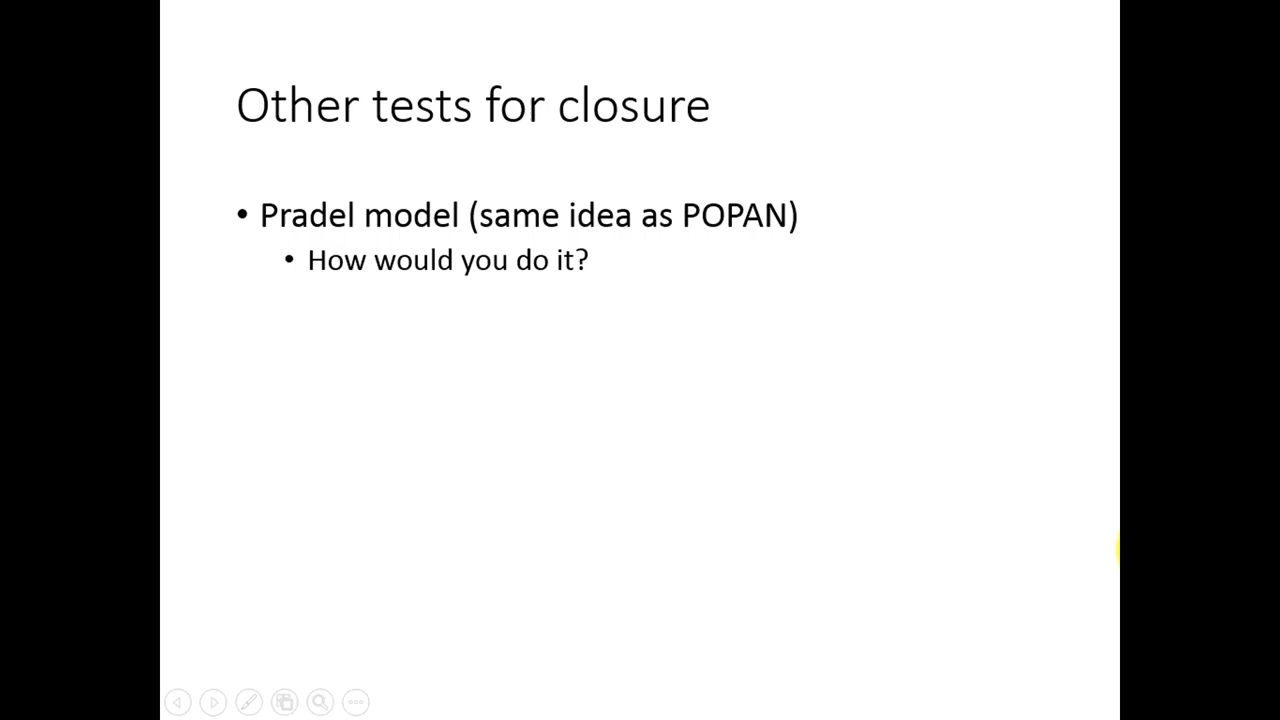 Other tests for closure
• Pradel model (same idea as POPAN)
• How would you do it?